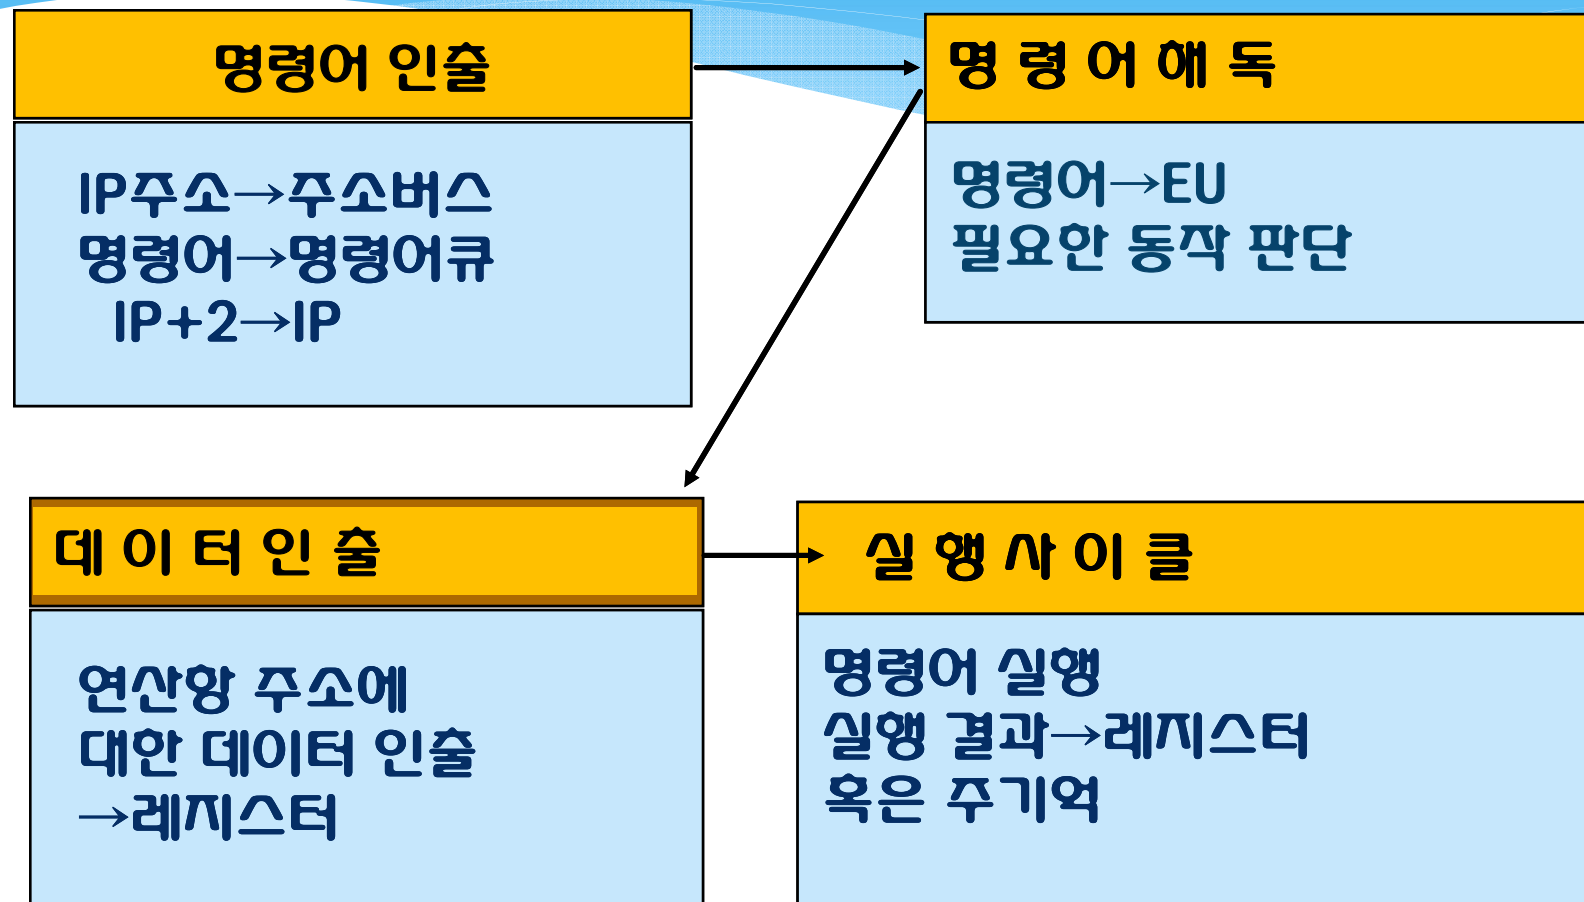 명령어 인출
IP주소→주소버스
명령어→명령어큐
IP+2→IP
명 령 어 해 독
명령어→EU
필요한 동작 판단
데 이 터 인 출
연산항 주소에
대한 데이터 인출
→레지스터
실 행 사 이 클
명령어 실행
실행 결과→레지스터
혹은 주기억